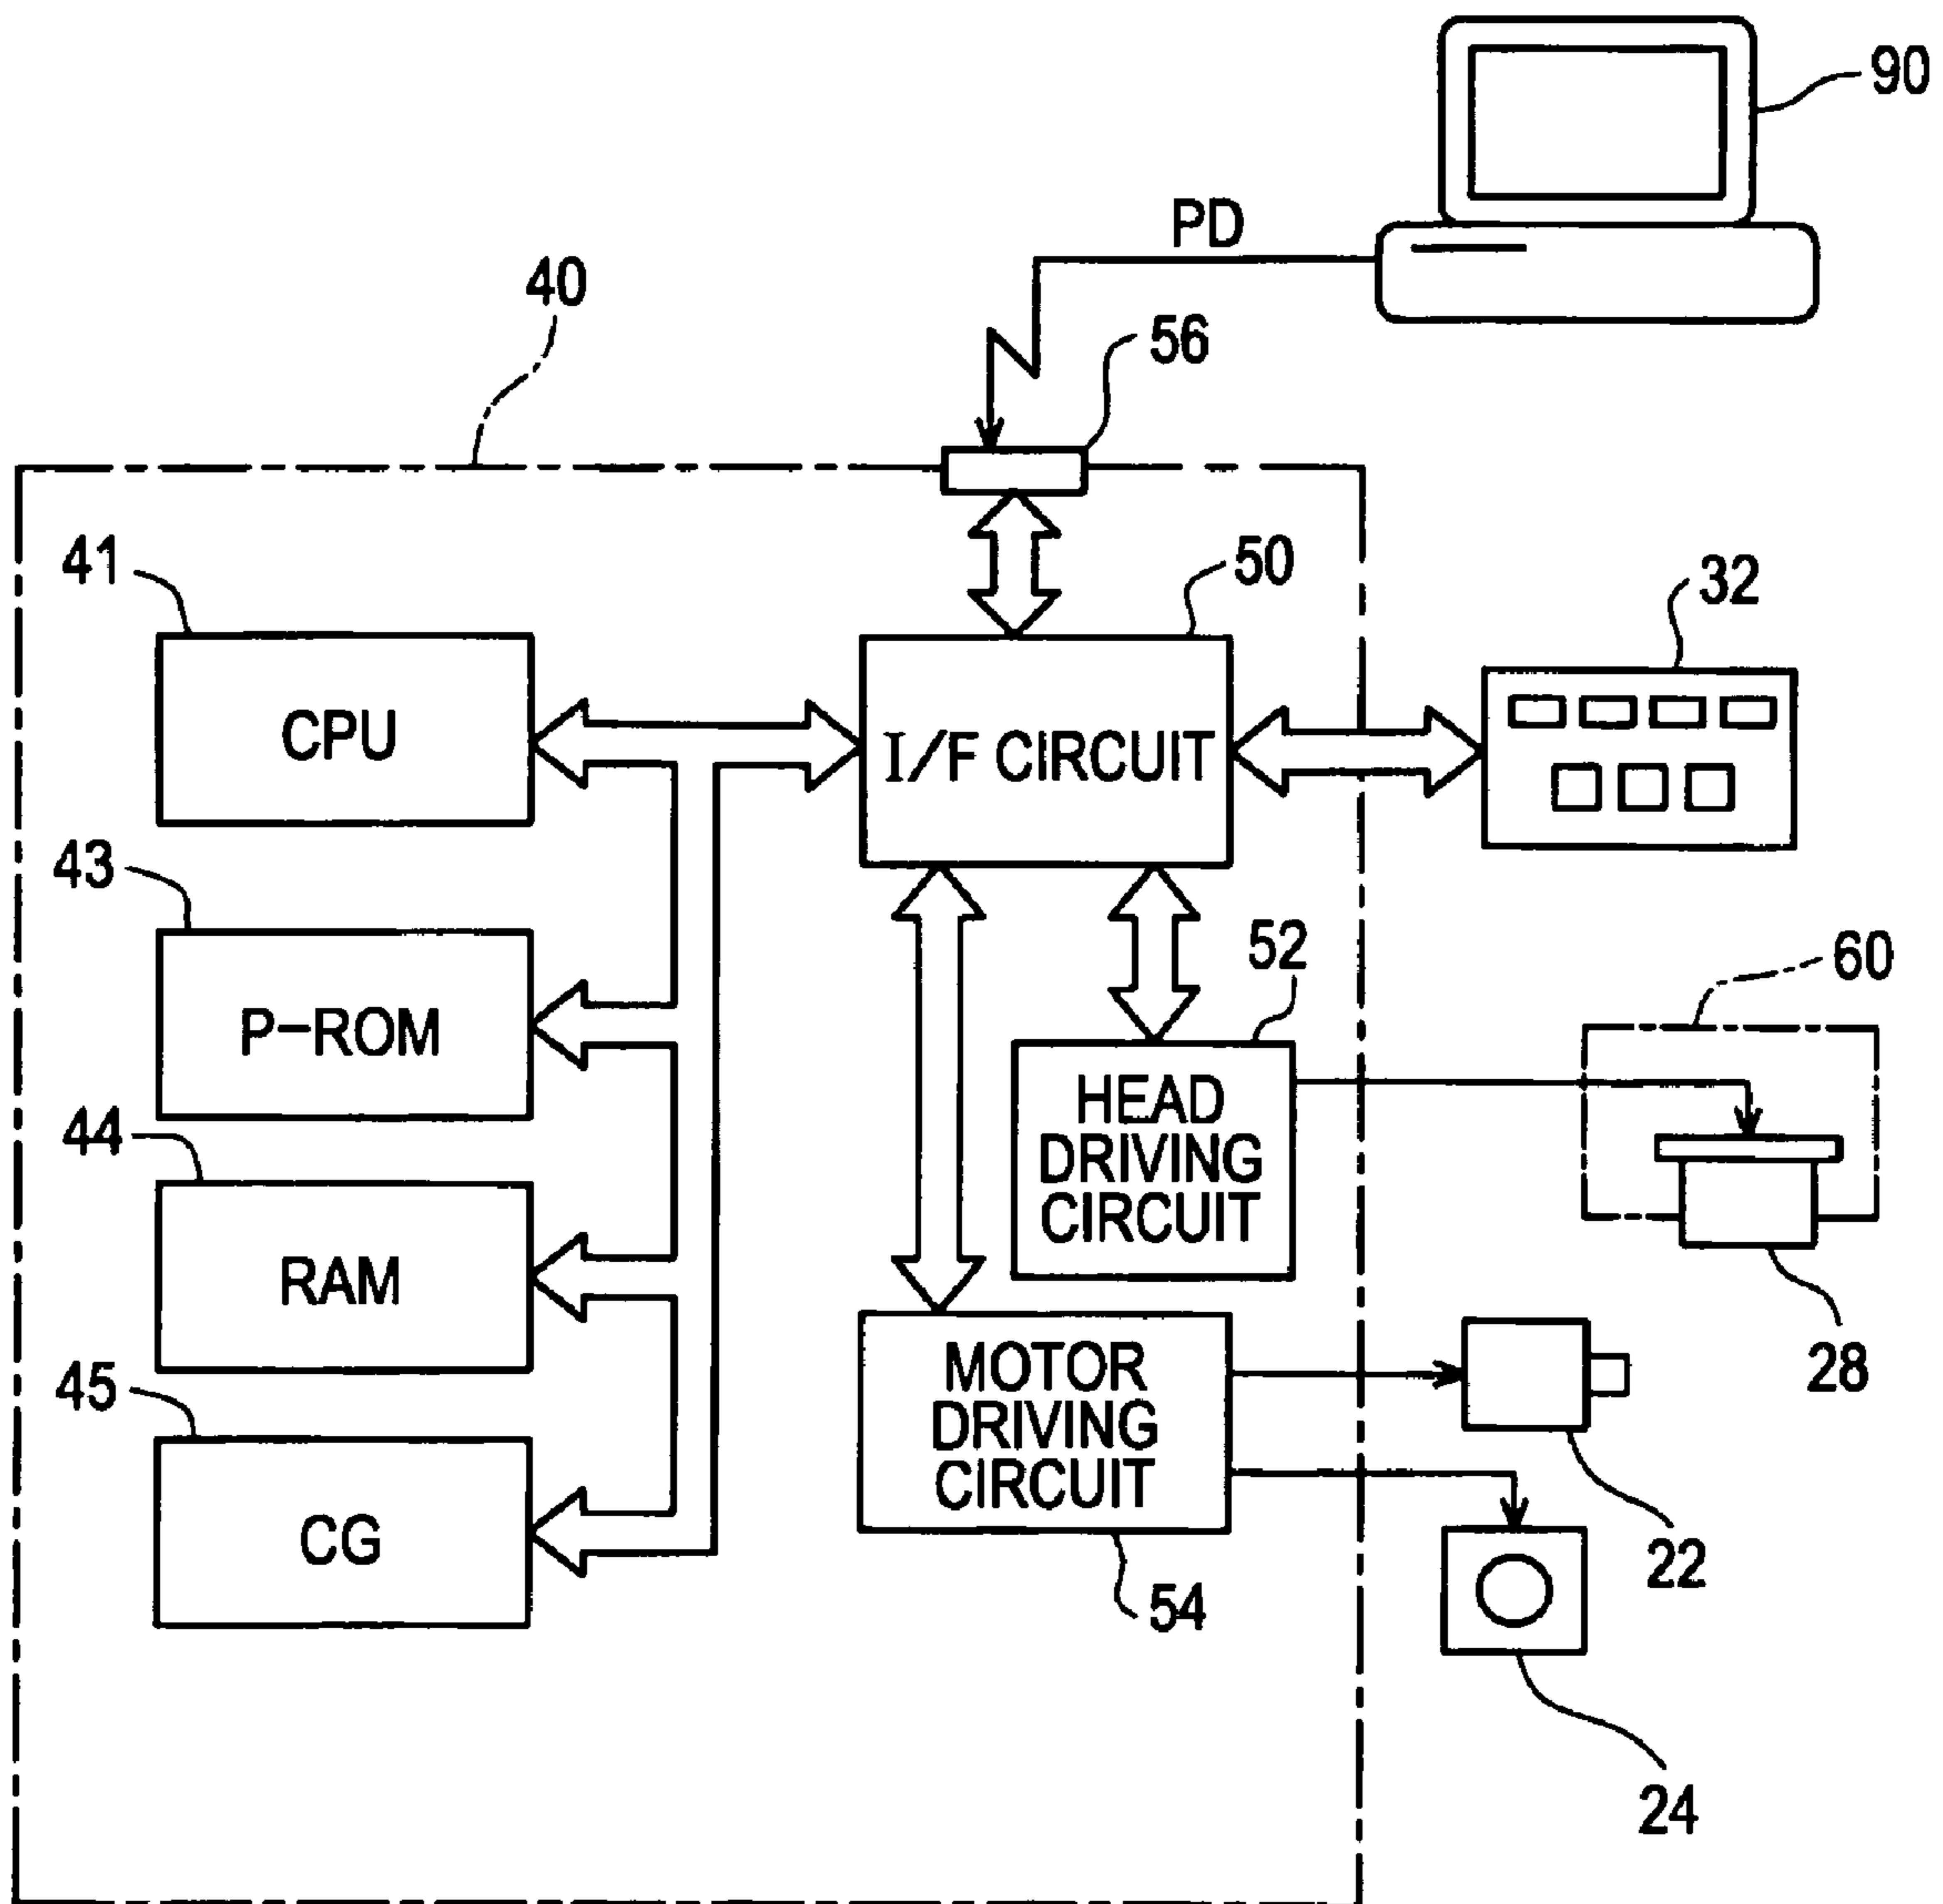 90
PD
40
56
41
50
32
CPU
I/F CIRCUIT
43
52
60
P-ROM
HEAD
DRIVING
CIRCUIT
44
RAM
MOTOR
DRIVING
CIRCUIT
28
45
22
CG
54
24